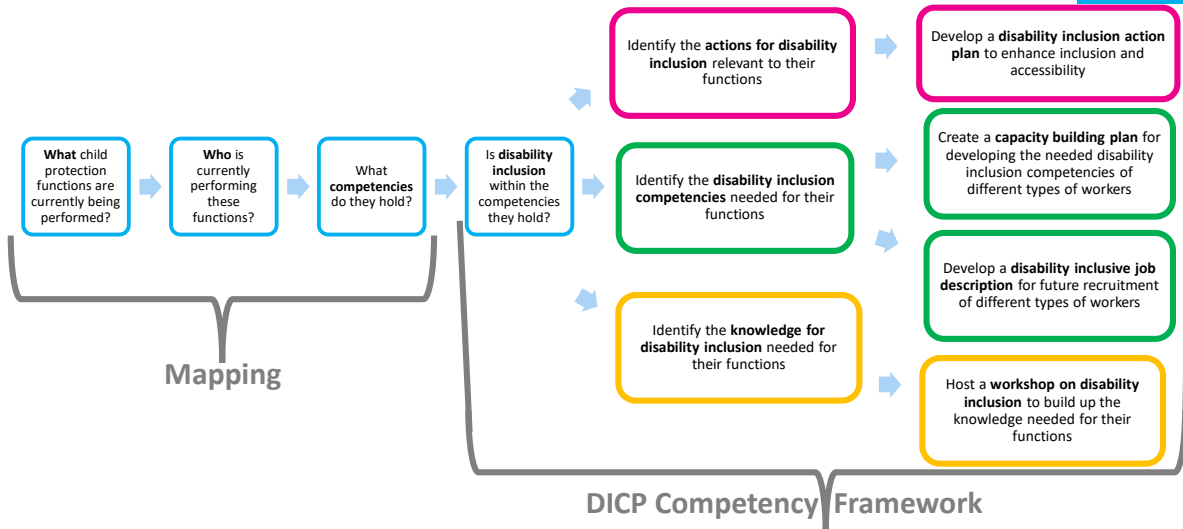 What child
protection
functions are
currently being
performed?
Who is
currently
performing
these
functions?
What
competencies
do they hold?
Is disability
inclusion
within the
competencies
they hold?
Identify the actions for disability
inclusion relevant to their
functions
Develop a disability inclusion action
plan to enhance inclusion and
accessibility
Identify the disability inclusion
competencies needed for their
functions
Create a capacity building plan for
developing the needed disability
inclusion competencies of
different types of workers
Develop a disability inclusive job
description for future recruitment
of different types of workers
Identify the knowledge for
disability inclusion needed for
their functions
Host a workshop on disability
inclusion to build up the
knowledge needed for their
functions
Mapping
DICP Competency Framework